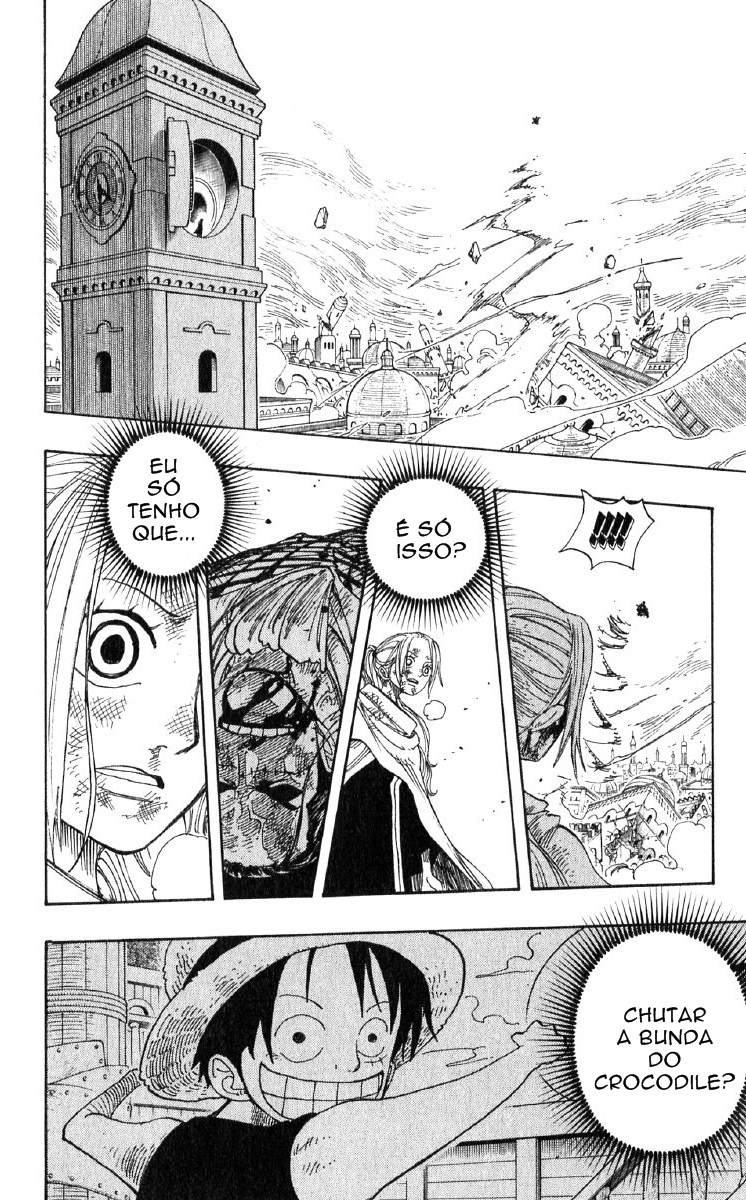 !!!!
É SÓ
ISSO?
EU
SÓ
TENHO
QUE...
CHUTAR
A BUNDA
DO
CROCODILE?